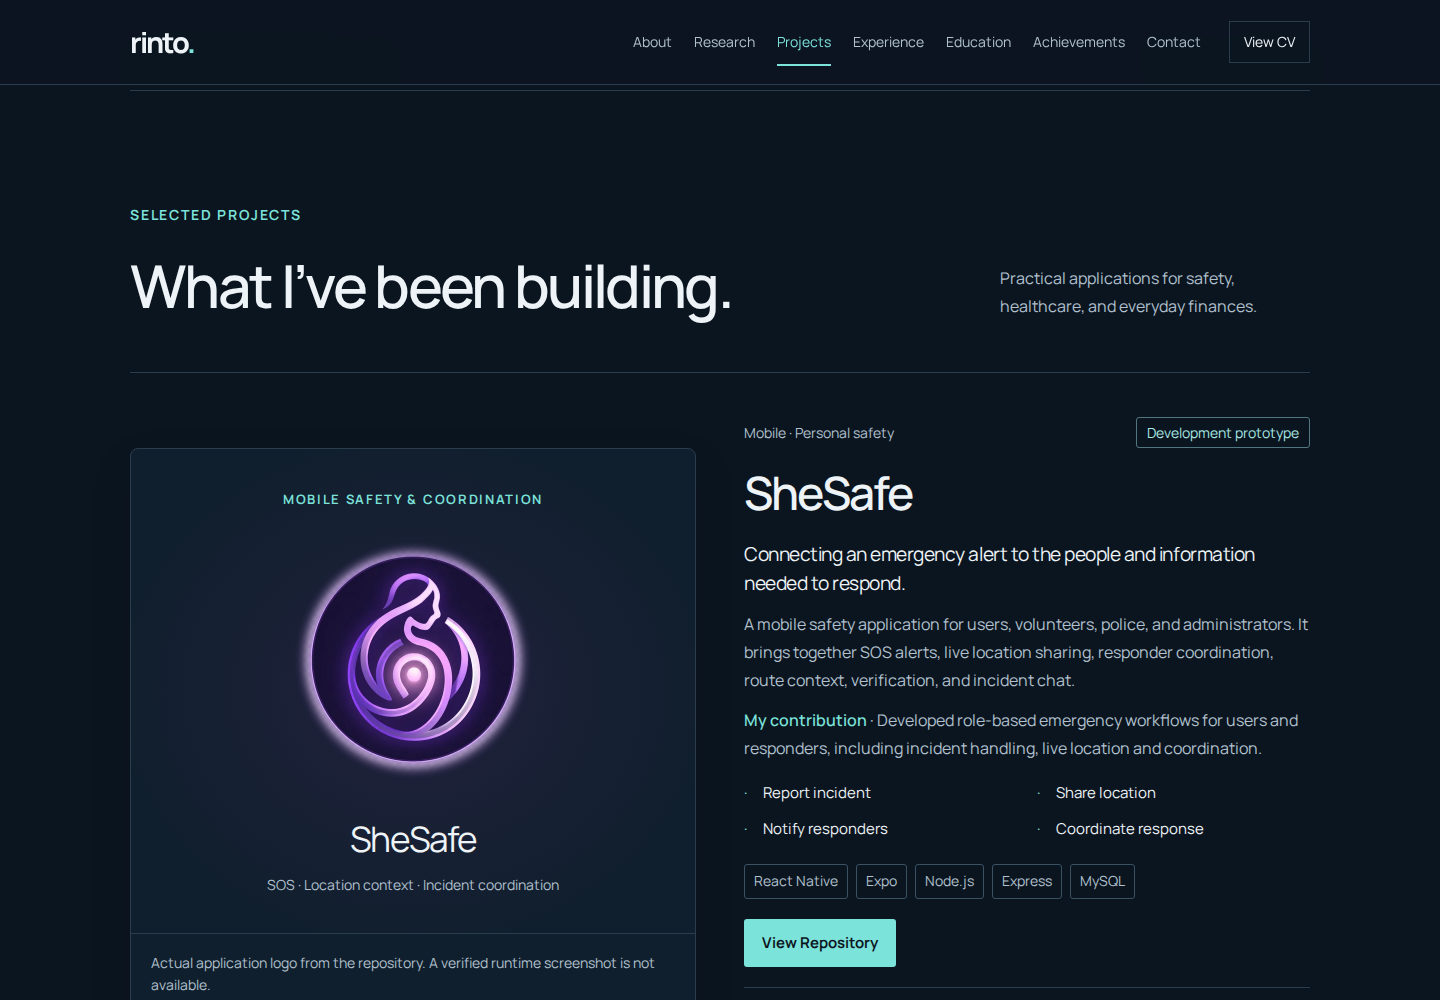 rinto.
About Research Projects Experience Education Achievements Contact View CV
SELECTED PROJECTS
What I’ve been building.
Practical applications for safety,
healthcare, and everyday finances.
MOBILE SAFETY & COORDINATION
SheSafe
SOS · Location context · Incident coordination
Actual application logo from the repository. A verified runtime screenshot is not
available.
Mobile · Personal safety
Development prototype
SheSafe
Connecting an emergency alert to the people and information
needed to respond.
A mobile safety application for users, volunteers, police, and administrators. It
brings together SOS alerts, live location sharing, responder coordination,
route context, verification, and incident chat.
My contribution · Developed role-based emergency workflows for users and
responders, including incident handling, live location and coordination.
· Report incident
· Share location
· Notify responders
· Coordinate response
React Native Expo Node.js Express MySQL
View Repository